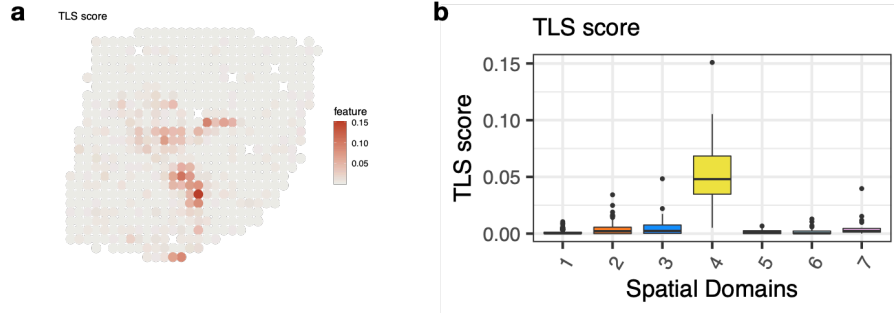 a
TLS score
feature
0.15
0.10
0.05
b
TLS score
TLS score
0.15
0.10
0.05
0.00
1 2 3 4 5 6 7
Spatial Domains